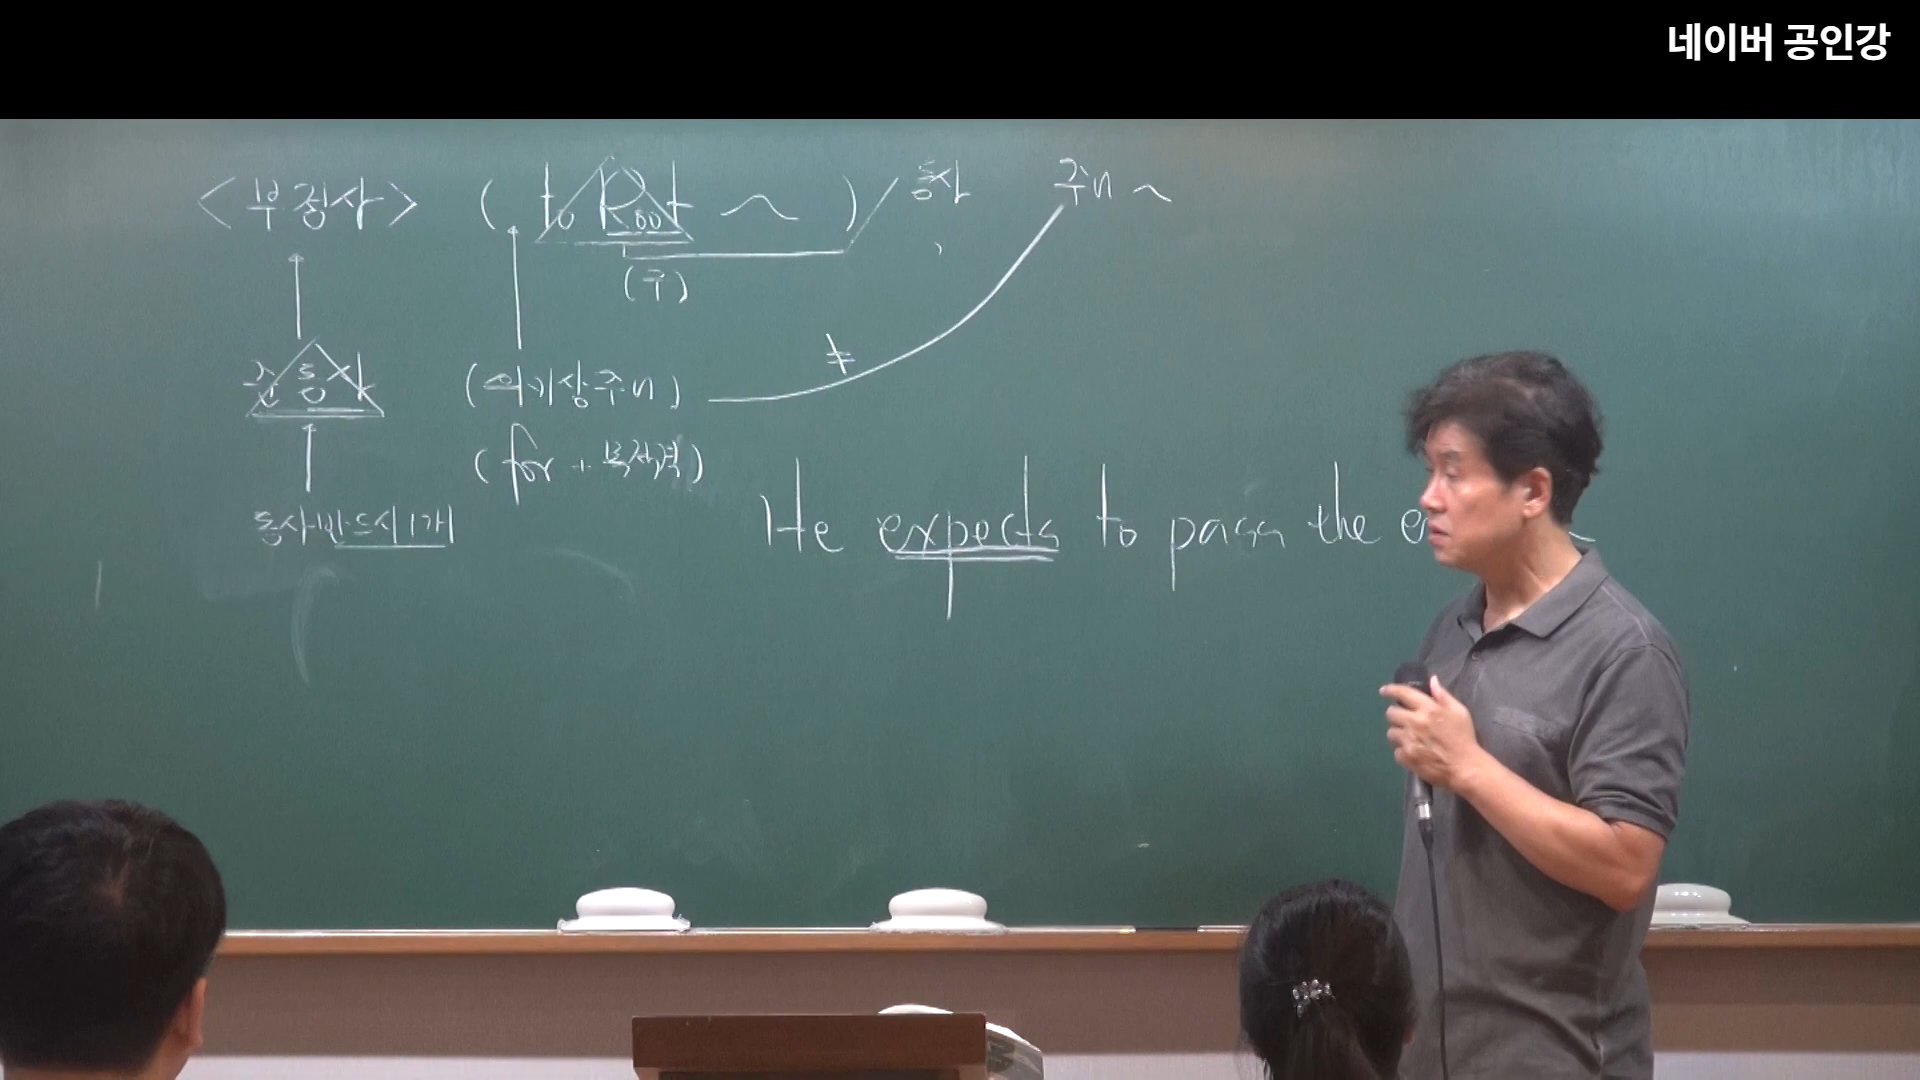 네이버 공인강
<부정사> (to Root ~) 동사 주어 ~
(주)
준동사 (의미상주어) ≠
(for + 목적격)
동사반드시1개
He expects to pass the